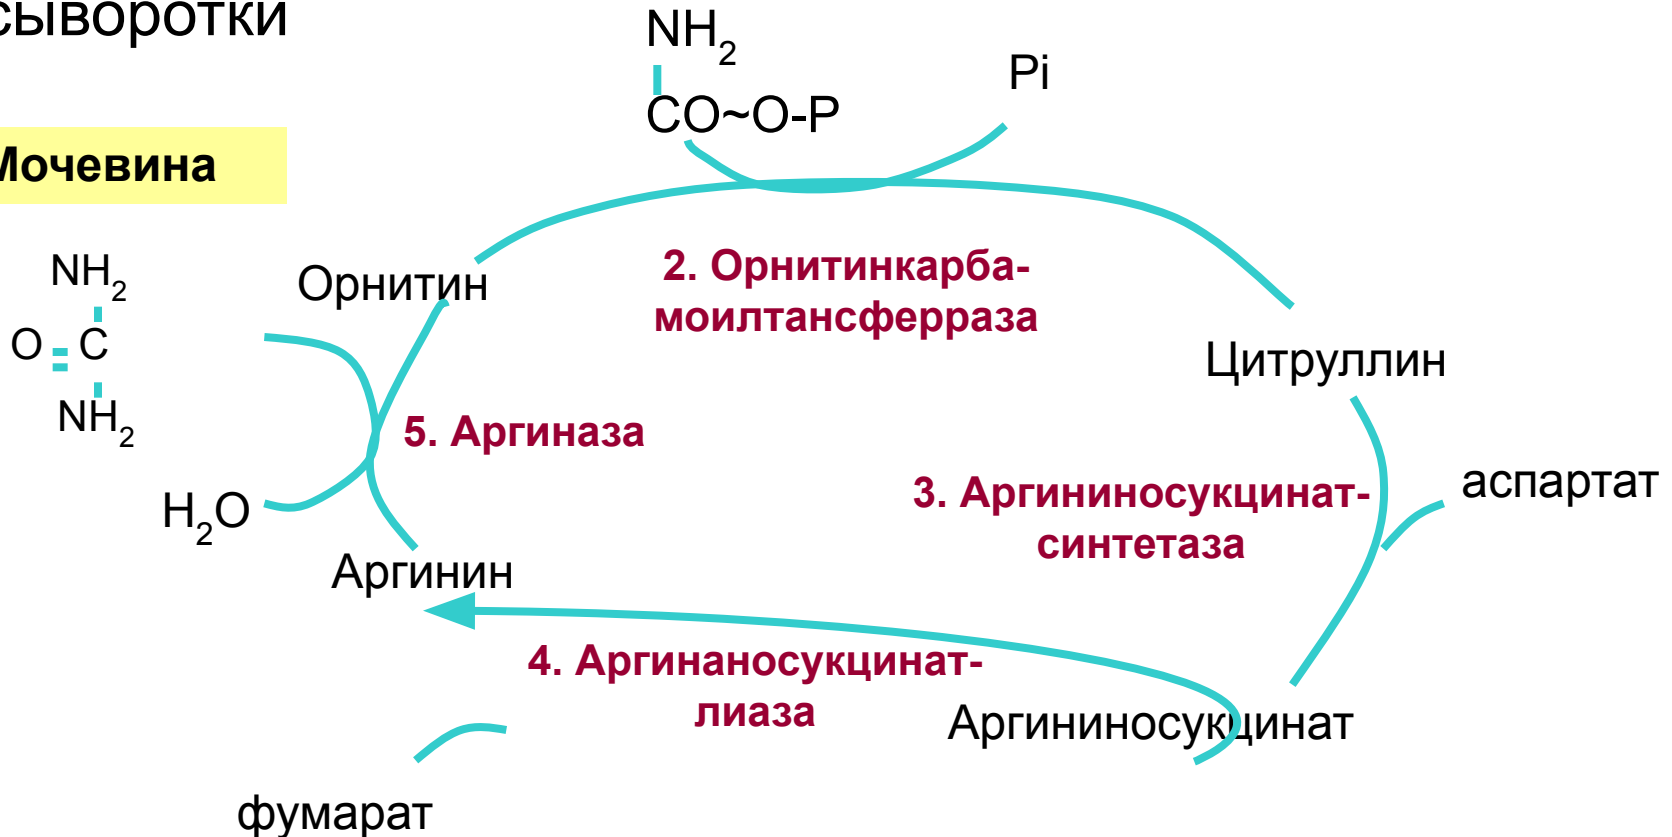 сыворотки
NH2
CO~O-P
Pi
Мочевина
NH2
O C
NH2
Орнитин
2. Орнитинкарба-
моилтансферраза
Цитруллин
5. Аргиназа
H2O
3. Аргининосукцинат-
синтетаза
аспартат
Аргинин
4. Аргинаносукцинат-
лиаза
Аргининосукцинат
фумарат